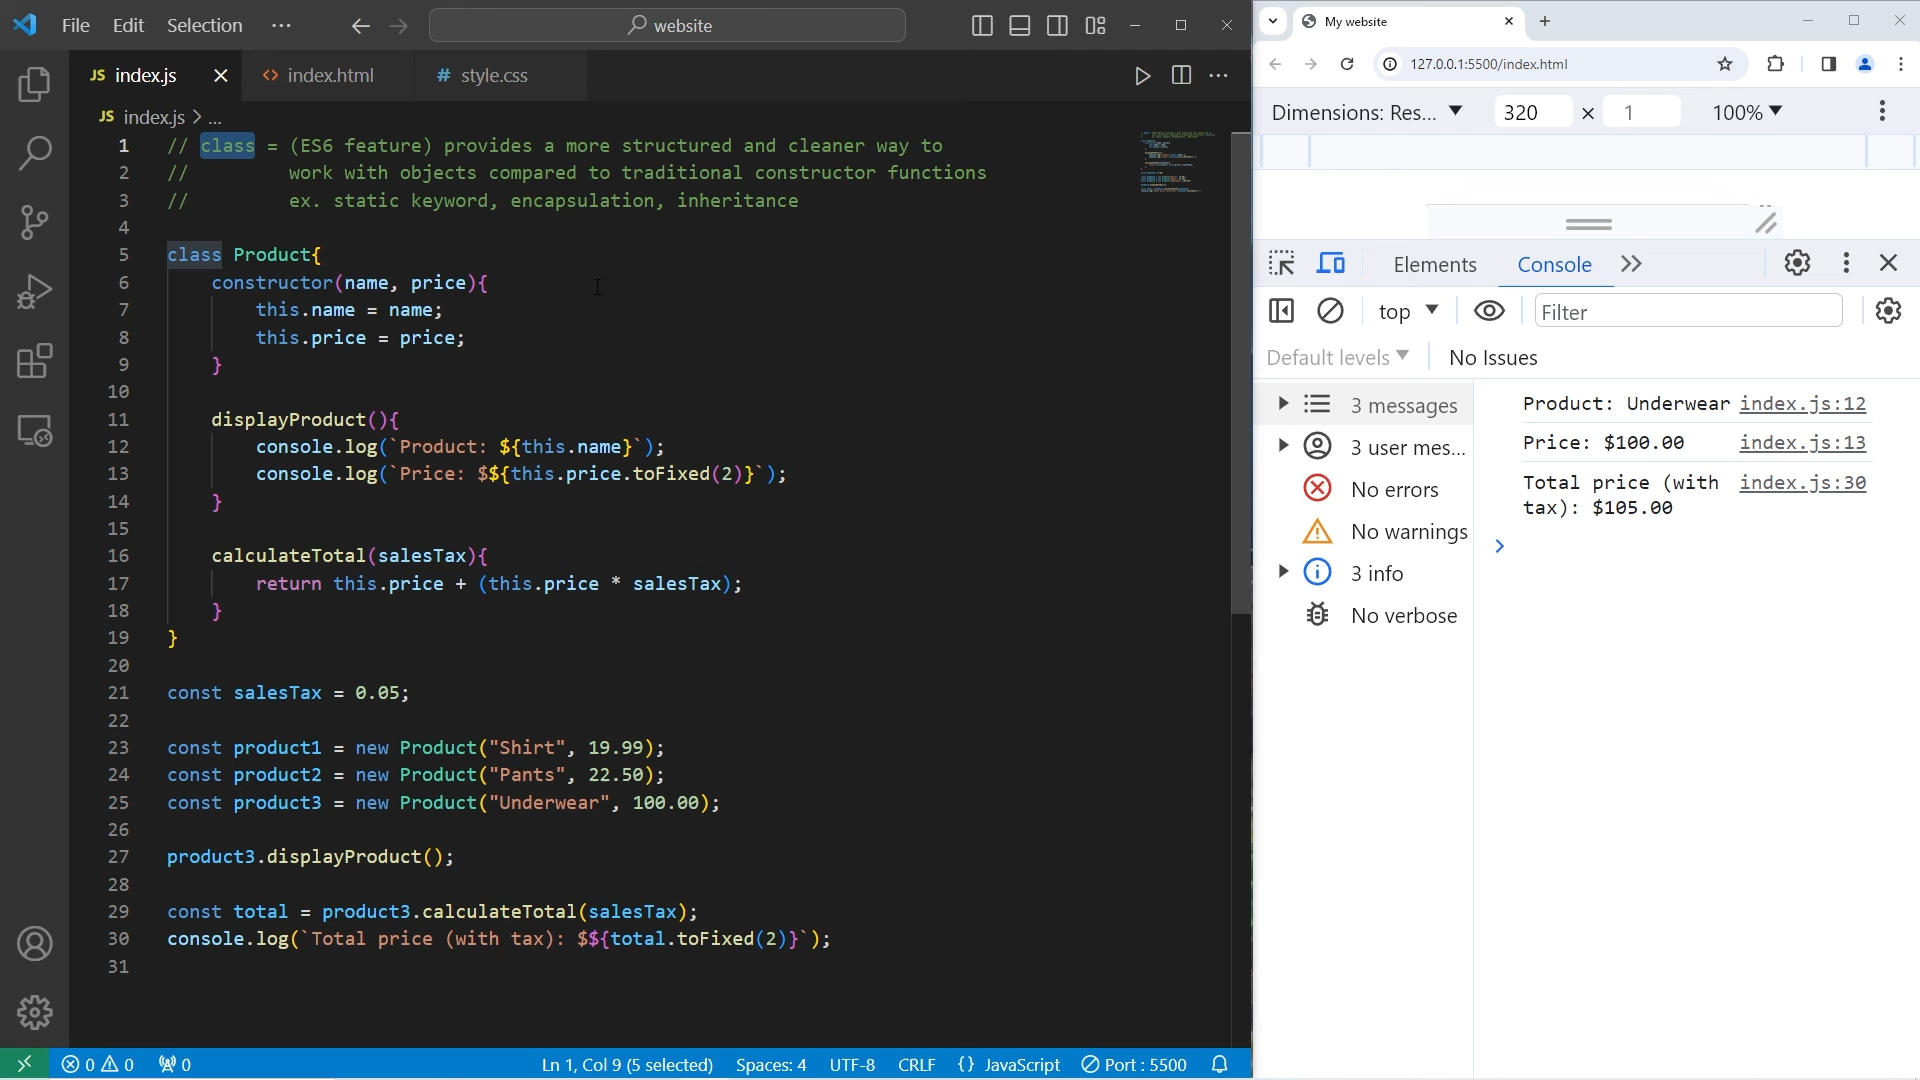 File Edit Selection ···
website
JS index.js
<> index.html
# style.css
JS index.js > ...
1 // class = (ES6 feature) provides a more structured and cleaner way to
2 //         work with objects compared to traditional constructor functions
3 //         ex. static keyword, encapsulation, inheritance
4
5 class Product{
6     constructor(name, price){
7         this.name = name;
8         this.price = price;
9     }
10
11     displayProduct(){
12         console.log(`Product: ${this.name}`);
13         console.log(`Price: $${this.price.toFixed(2)}`);
14     }
15
16     calculateTotal(salesTax){
17         return this.price + (this.price * salesTax);
18     }
19 }
20
21 const salesTax = 0.05;
22
23 const product1 = new Product("Shirt", 19.99);
24 const product2 = new Product("Pants", 22.50);
25 const product3 = new Product("Underwear", 100.00);
26
27 product3.displayProduct();
28
29 const total = product3.calculateTotal(salesTax);
30 console.log(`Total price (with tax): $${total.toFixed(2)}`);
31
0 0 0
Ln 1, Col 9 (5 selected) Spaces: 4 UTF-8 CRLF {} JavaScript Port : 5500
My website
127.0.0.1:5500/index.html
Dimensions: Res... 320 × 1 100%
Elements Console
top Filter
Default levels No Issues
3 messages
3 user mes...
No errors
No warnings
3 info
No verbose
Product: Underwear index.js:12
Price: $100.00 index.js:13
Total price (with index.js:30
tax): $105.00